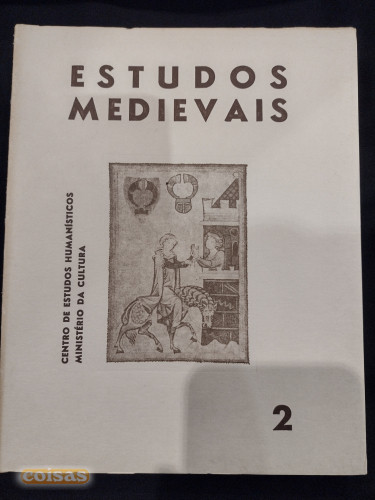 ESTUDOS
MEDIEVAIS
CENTRO DE ESTUDOS HUMANÍSTICOS
MINISTÉRIO DA CULTURA
2
coisas